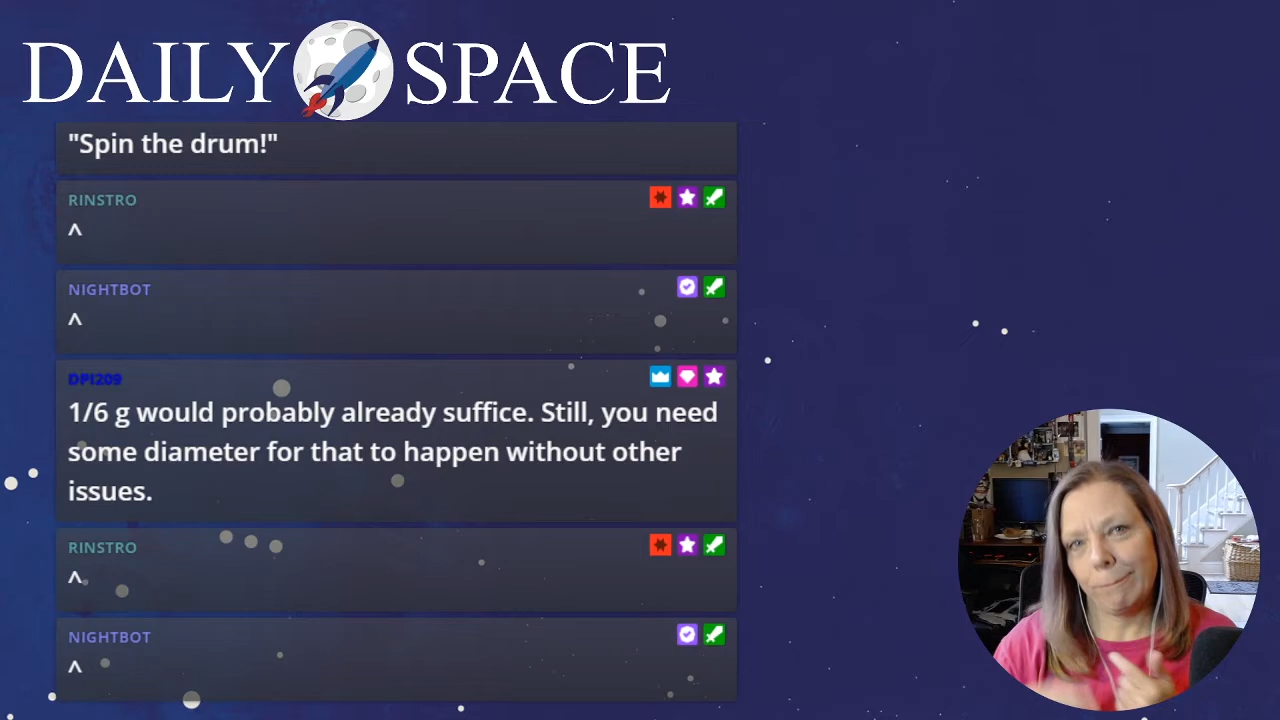 DAILY SPACE
"Spin the drum!"
RINSTRO
^
NIGHTBOT
^
DPI209
1/6 g would probably already suffice. Still, you need
some diameter for that to happen without other
issues.
RINSTRO
^
NIGHTBOT
^